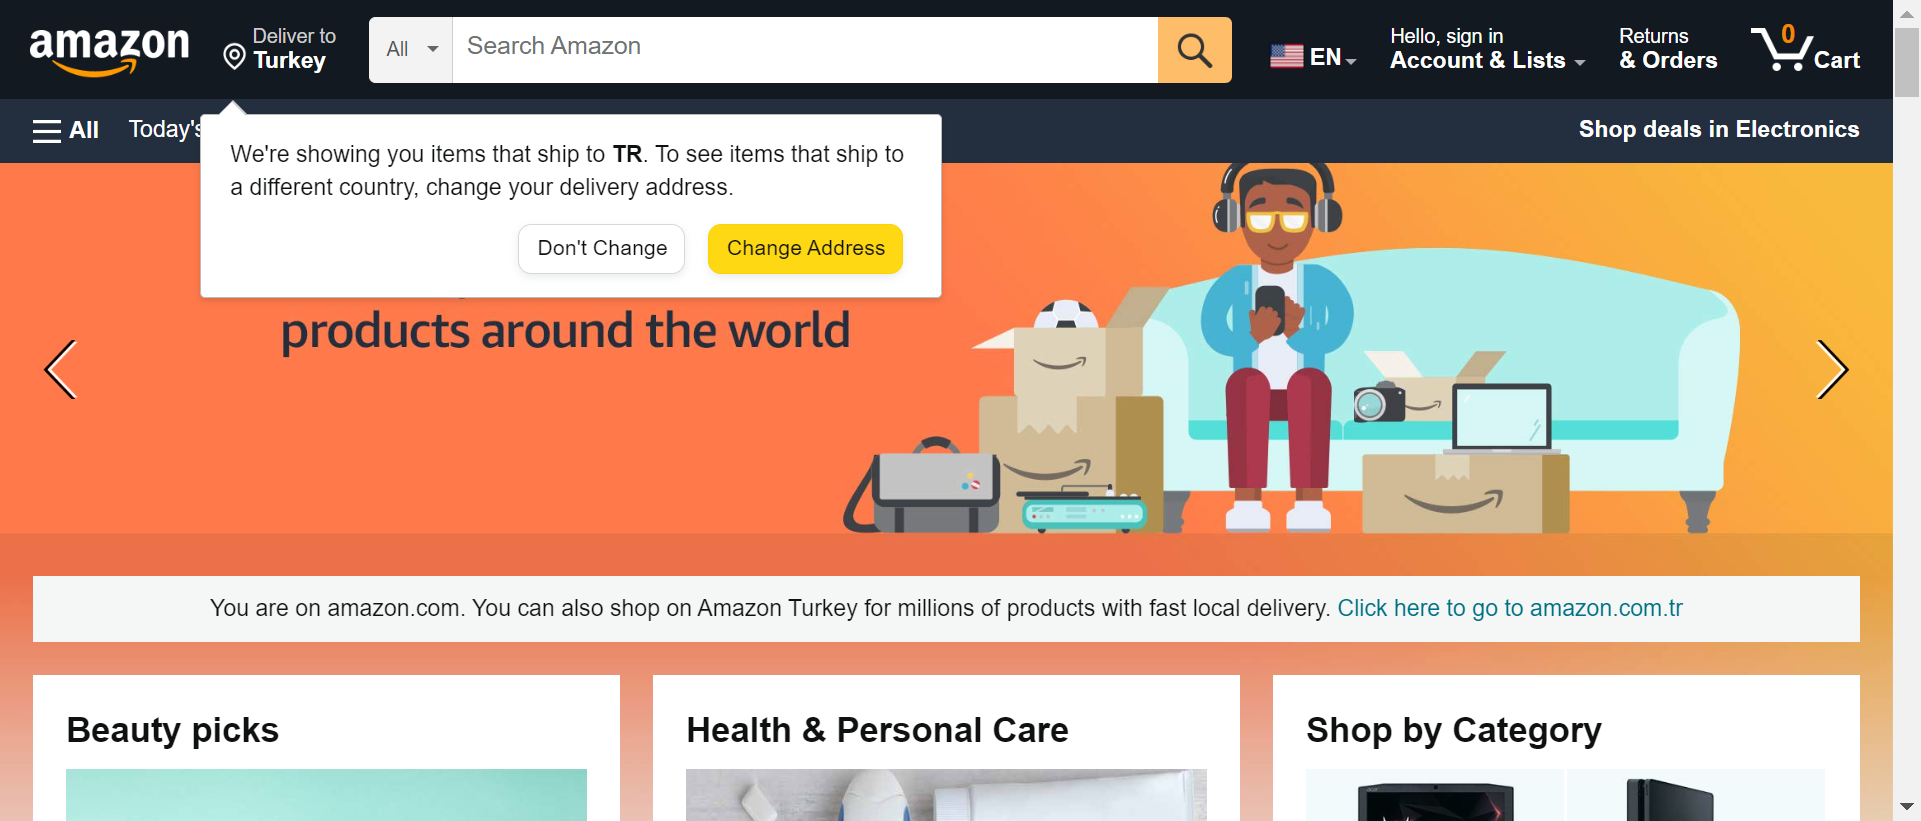 amazon
Deliver to
Turkey
All
Search Amazon
EN
Hello, sign in
Account & Lists
Returns
& Orders
0
Cart
All
Today's
Shop deals in Electronics
We're showing you items that ship to TR. To see items that ship to
a different country, change your delivery address.
Don't Change
Change Address
products around the world
You are on amazon.com. You can also shop on Amazon Turkey for millions of products with fast local delivery. Click here to go to amazon.com.tr
Beauty picks
Health & Personal Care
Shop by Category